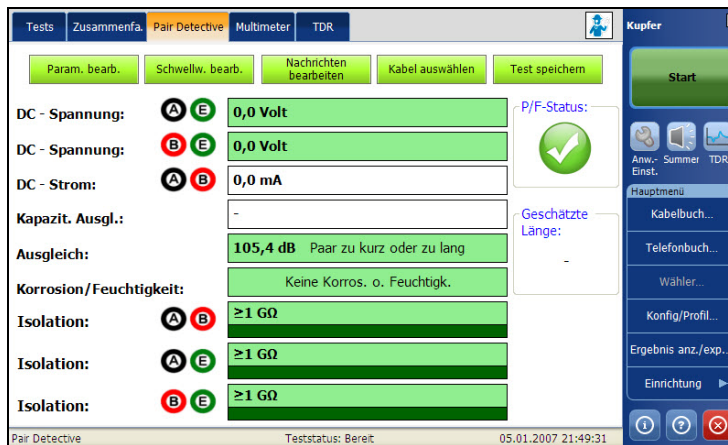 Tests Zusammenfa. Pair Detective Multimeter TDR
Param. bearb. Schwellw. bearb. Nachrichten bearbeiten Kabel auswählen Test speichern
DC - Spannung: A E 0,0 Volt
DC - Spannung: B E 0,0 Volt
DC - Strom: A B 0,0 mA
Kapazit. Ausgl.: -
Ausgleich: 105,4 dB Paar zu kurz oder zu lang
Korrosion/Feuchtigkeit: Keine Korros. o. Feuchtigk.
Isolation: A B ≥1 GΩ
Isolation: A E ≥1 GΩ
Isolation: B E ≥1 GΩ
P/F-Status:
Geschätzte
Länge:
-
Pair Detective Teststatus: Bereit 05.01.2007 21:49:31
Kupfer
Start
Anw.- Einst. Summer TDR
Hauptmenü
Kabelbuch...
Telefonbuch...
Wähler...
Konfig/Profil...
Ergebnis anz./exp...
Einrichtung